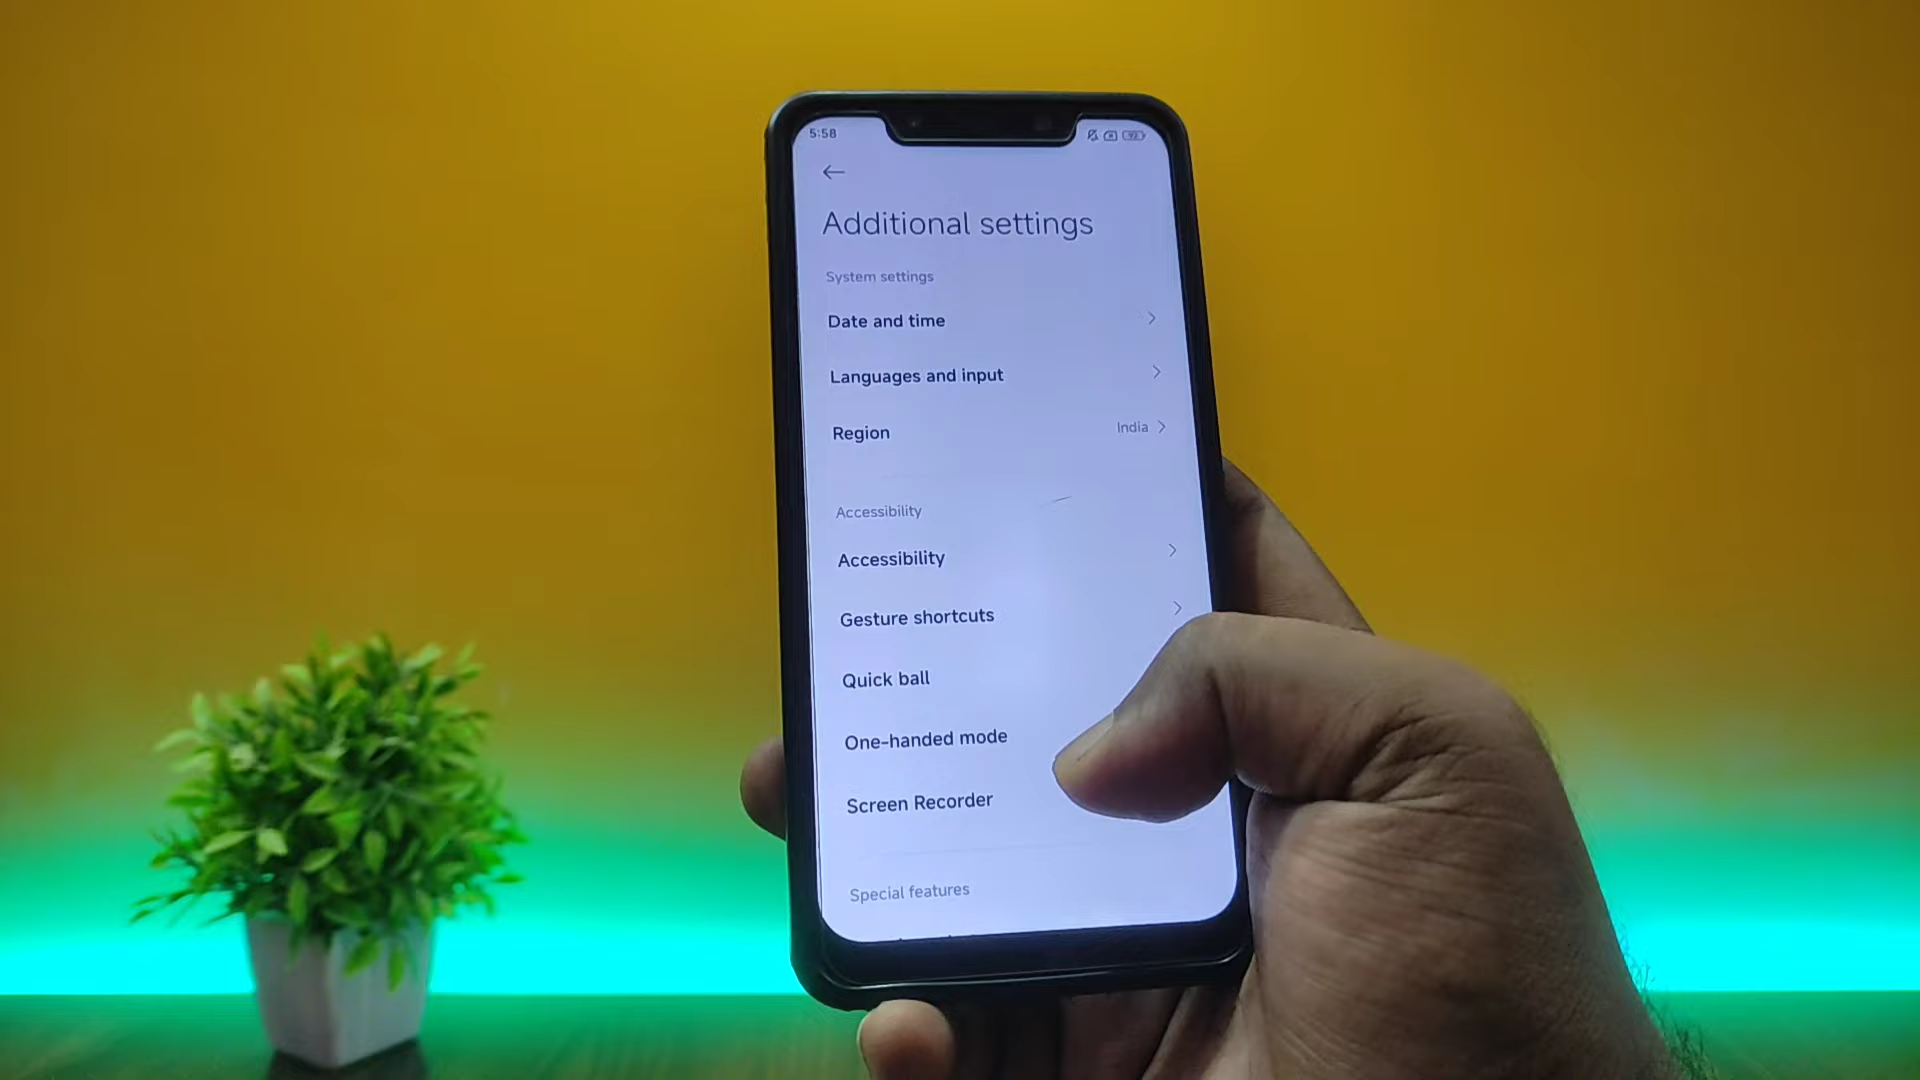 5:58
Additional settings
System settings
Date and time
Languages and input
Region
India
Accessibility
Accessibility
Gesture shortcuts
Quick ball
One-handed mode
Screen Recorder
Special features